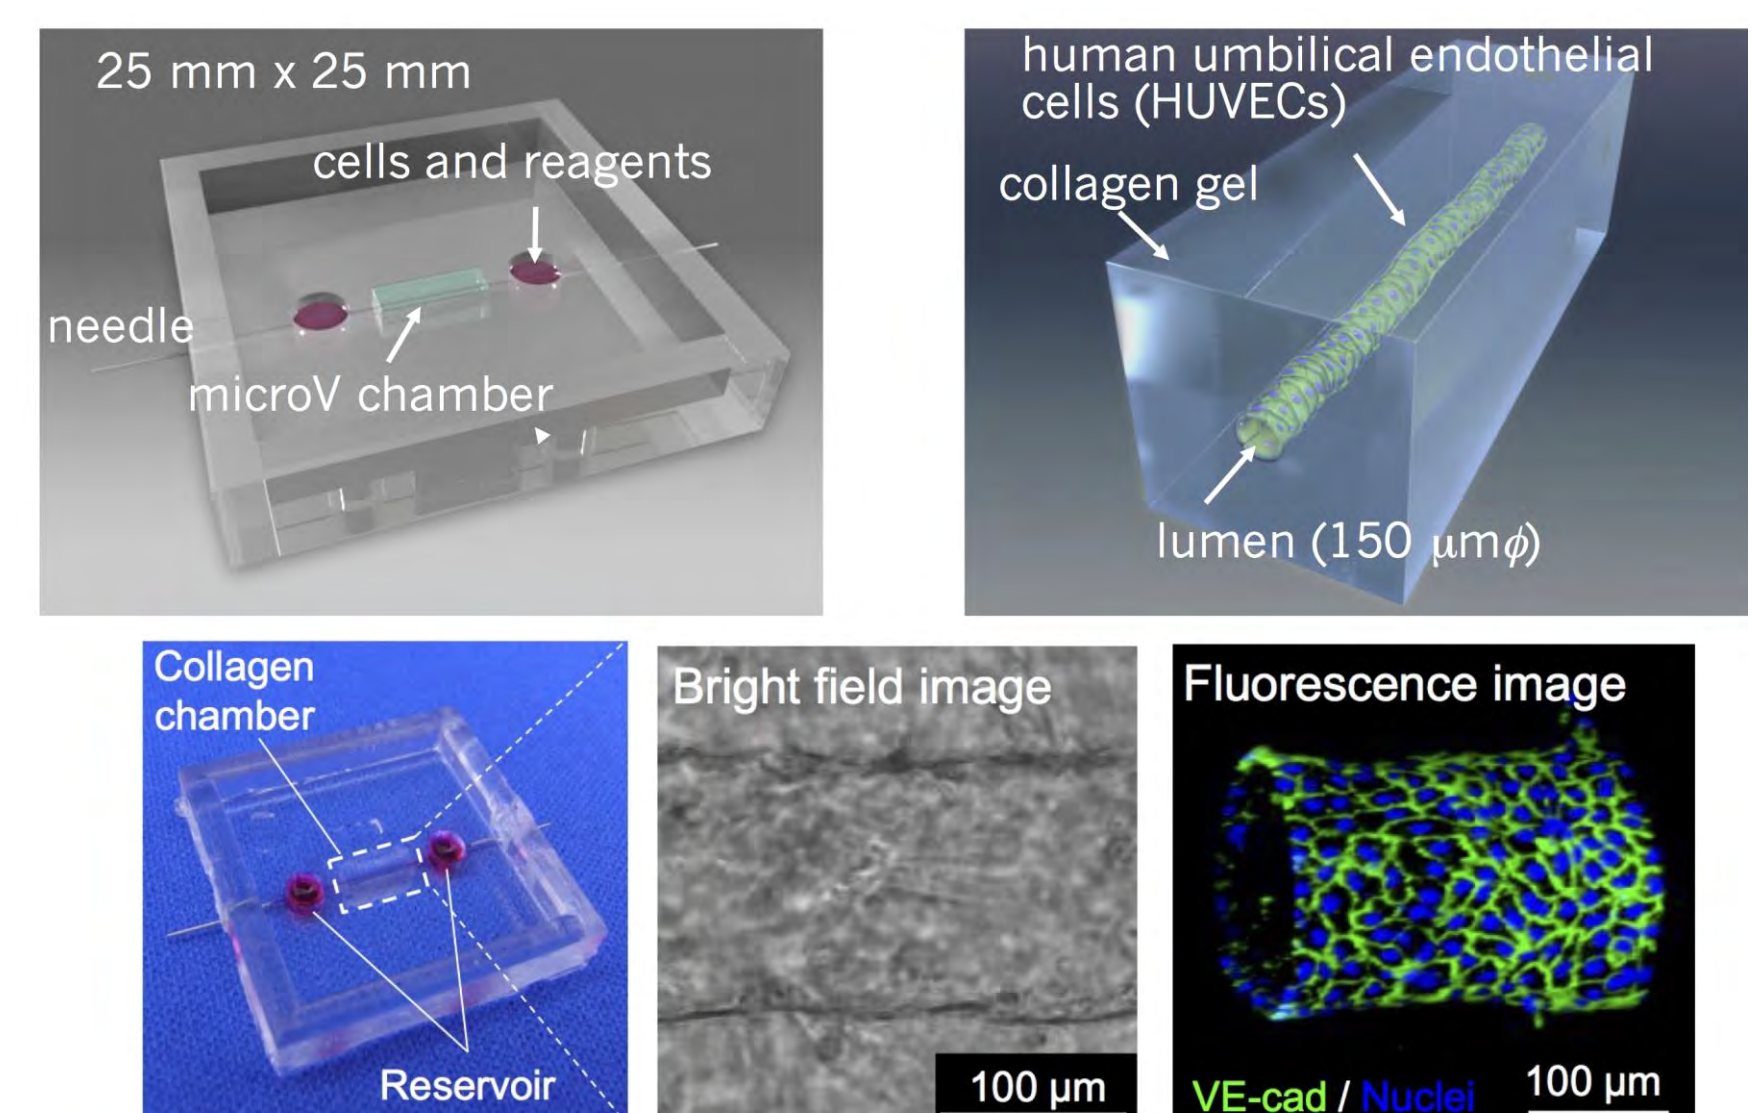 25 mm x 25 mm
cells and reagents
needle
microV chamber
human umbilical endothelial
cells (HUVECs)
collagen gel
lumen (150 μmϕ)
Collagen
chamber
Reservoir
Bright field image
100 µm
Fluorescence image
VE-cad / Nuclei
100 µm